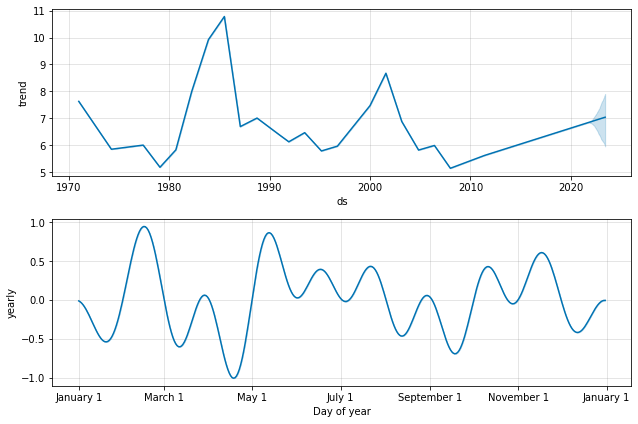 11
10
9
8
7
6
5
trend
1970 1980 1990 2000 2010 2020
ds
1.0
0.5
0.0
−0.5
−1.0
yearly
January 1 March 1 May 1 July 1 September 1 November 1 January 1
Day of year